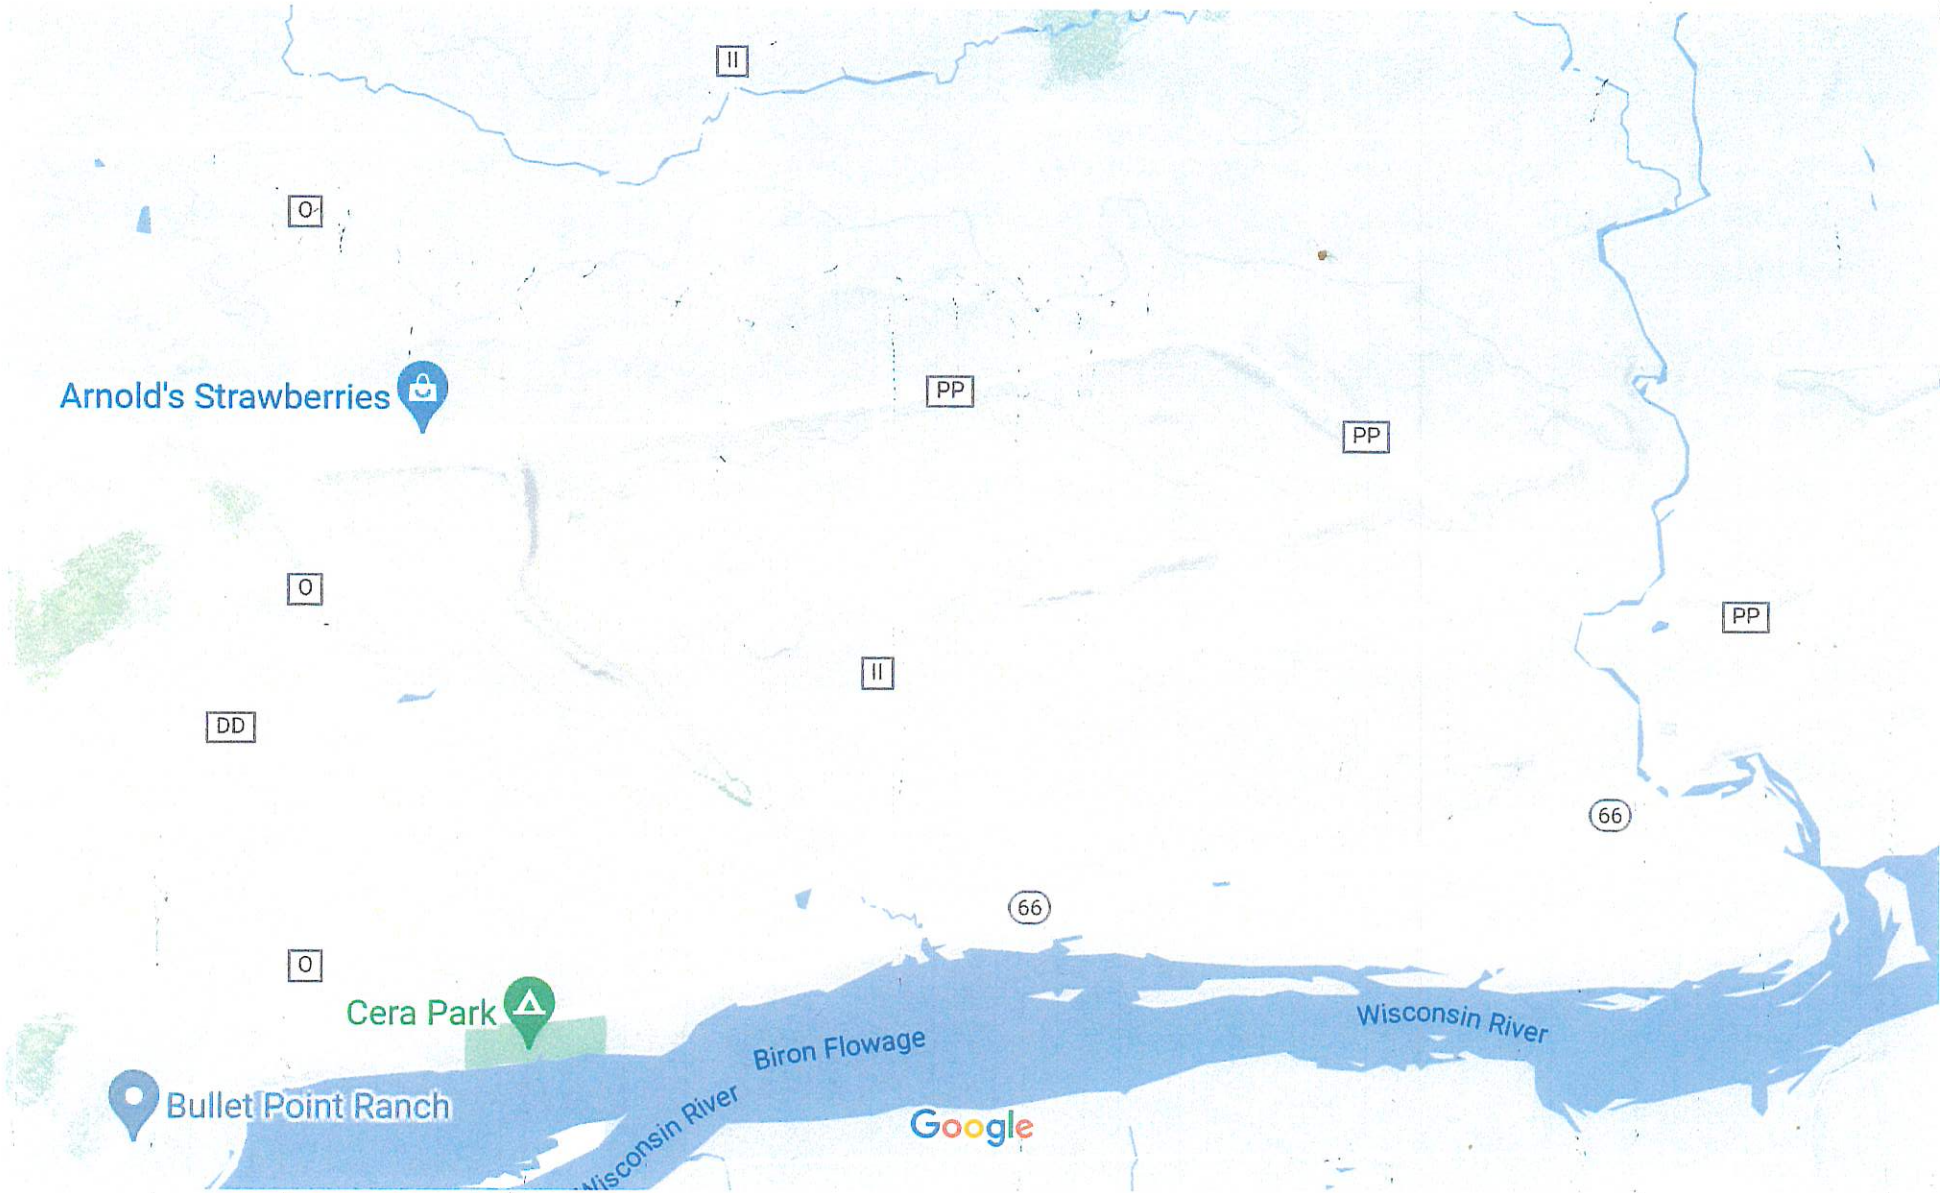 II
O
Arnold's Strawberries
PP
PP
O
PP
II
DD
66
66
O
Cera Park
Wisconsin River
Biron Flowage
Bullet Point Ranch
Wisconsin River
Google